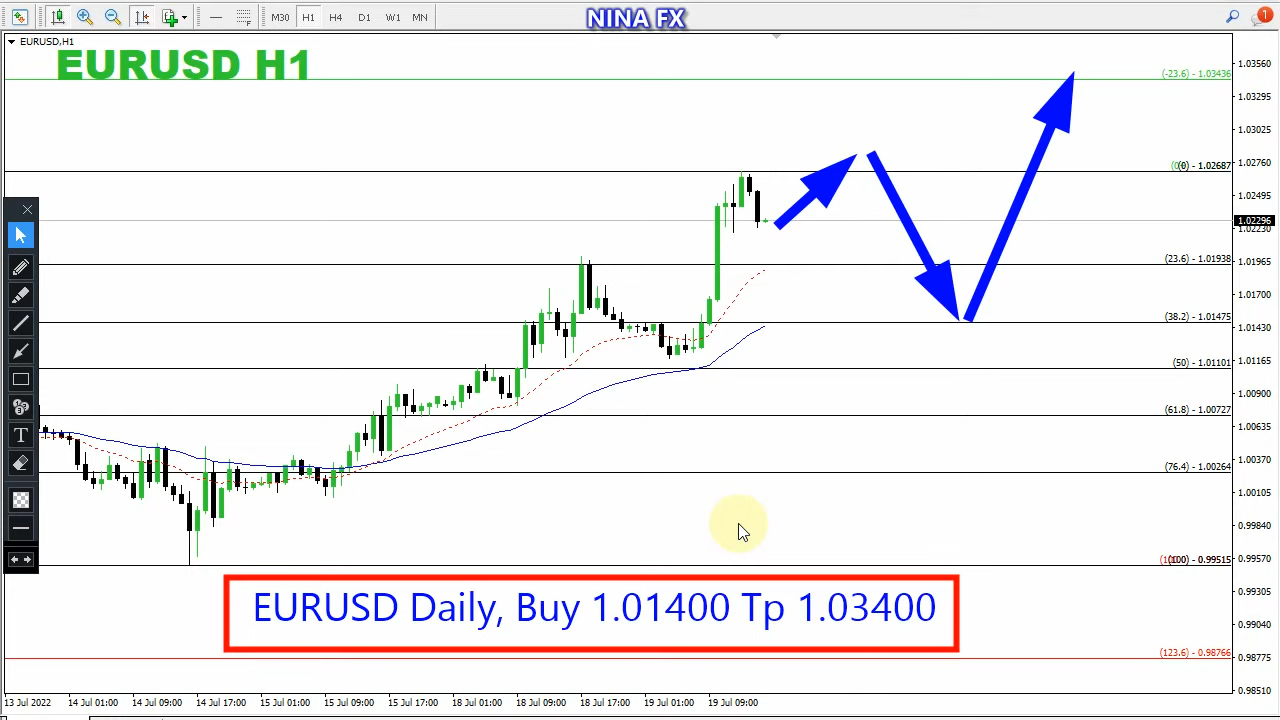 M30 H1 H4 D1 W1 MN
NINA FX
1
EURUSD,H1
EURUSD H1
(-23.6) - 1.03436
1.03560
1.03295
1.03025
1.02760
(0) - 1.02687
1.02495
1.02296
1.02230
1.01965
(23.6) - 1.01938
1.01700
(38.2) - 1.01475
1.01430
1.01165
(50) - 1.01101
1.00900
(61.8) - 1.00727
1.00635
1.00370
(76.4) - 1.00264
1.00105
0.99840
(100) - 0.99515
0.99570
T
EURUSD Daily, Buy 1.01400 Tp 1.03400
0.99305
0.99040
(123.6) - 0.98766
0.98775
0.98510
13 Jul 2022 14 Jul 01:00 14 Jul 09:00 14 Jul 17:00 15 Jul 01:00 15 Jul 09:00 15 Jul 17:00 18 Jul 01:00 18 Jul 09:00 18 Jul 17:00 19 Jul 01:00 19 Jul 09:00